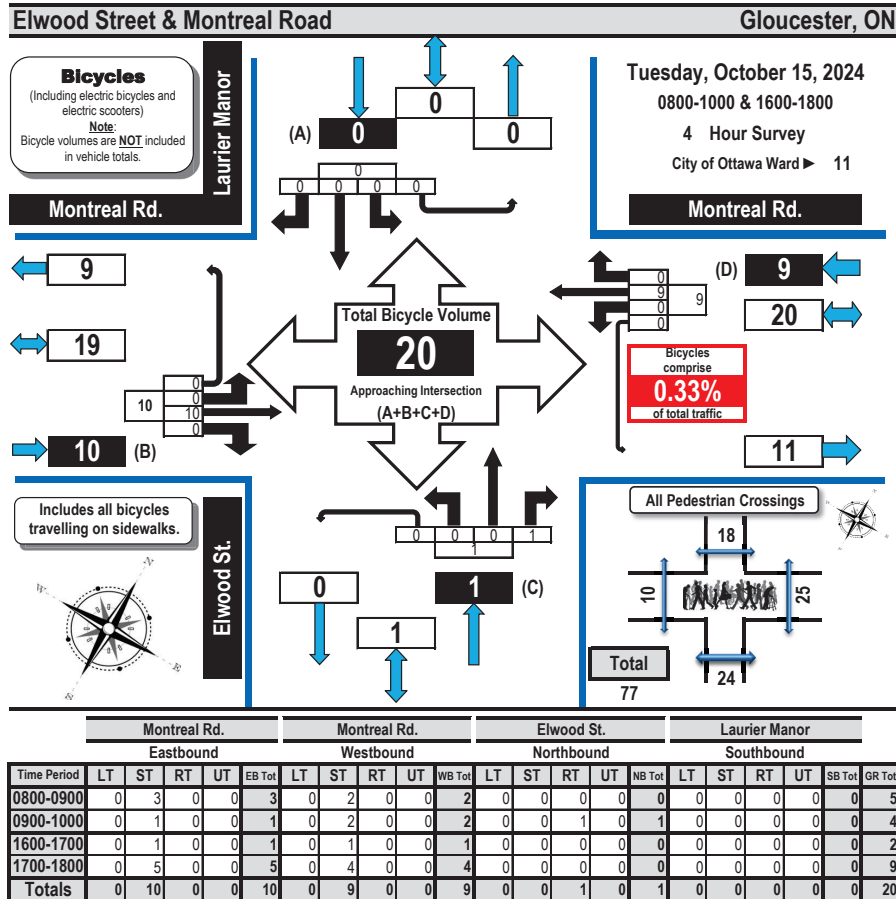 Elwood Street & Montreal Road Gloucester, ON
Bicycles
(Including electric bicycles and
electric scooters)
Note:
Bicycle volumes are NOT included
in vehicle totals.
Laurier Manor
Montreal Rd.
(A) 0 0 0
0
0 0 0 0
Tuesday, October 15, 2024
0800-1000 & 1600-1800
4 Hour Survey
City of Ottawa Ward ► 11
Montreal Rd.
9
19
10
0
0
10
0
10 (B)
Total Bicycle Volume
20
Approaching Intersection
(A+B+C+D)
0
9
0
0
9
(D) 9
20
Bicycles
comprise
0.33%
of total traffic
11
Includes all bicycles
travelling on sidewalks.
N
W
E
S
Elwood St.
0 0 0 1
1
0
1 (C)
1
All Pedestrian Crossings
18
10
25
24
Total
77
Montreal Rd. Montreal Rd. Elwood St. Laurier Manor
Eastbound Westbound Northbound Southbound
Time Period LT ST RT UT EB Tot LT ST RT UT WB Tot LT ST RT UT NB Tot LT ST RT UT SB Tot GR Tot
0800-0900 0 3 0 0 3 0 2 0 0 2 0 0 0 0 0 0 0 0 0 0 5
0900-1000 0 1 0 0 1 0 2 0 0 2 0 0 1 0 1 0 0 0 0 0 4
1600-1700 0 1 0 0 1 0 1 0 0 1 0 0 0 0 0 0 0 0 0 0 2
1700-1800 0 5 0 0 5 0 4 0 0 4 0 0 0 0 0 0 0 0 0 0 9
Totals 0 10 0 0 10 0 9 0 0 9 0 0 1 0 1 0 0 0 0 0 20